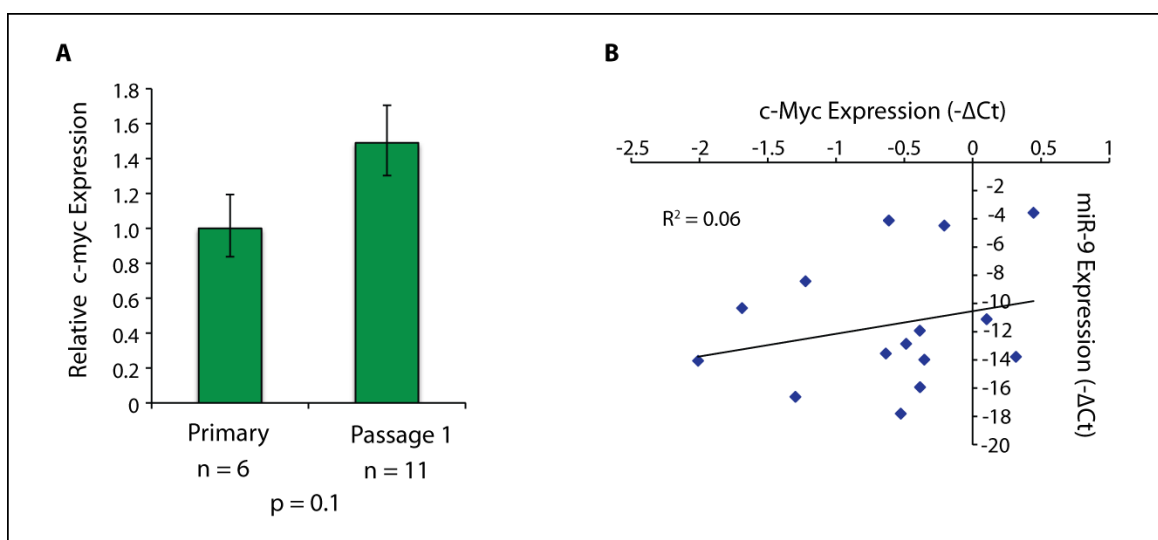 A
Relative c-myc Expression
1.8
1.6
1.4
1.2
1.0
0.8
0.6
0.4
0.2
0
Primary Passage 1
n = 6 n = 11
p = 0.1
B
c-Myc Expression (-ΔCt)
-2.5 -2 -1.5 -1 -0.5 0 0.5 1
R² = 0.06
-2
-4
-6
-8
-10
-12
-14
-16
-18
-20
miR-9 Expression (-ΔCt)